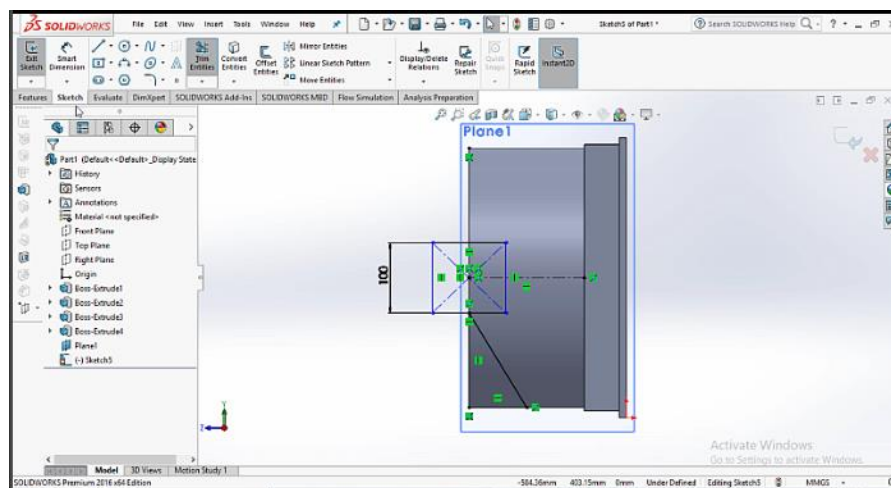 SOLIDWORKS File Edit View Insert Tools Window Help Sketch5 of Part1 * Search SOLIDWORKS Help
Exit Sketch
Smart Dimension
Trim Entities
Convert Entities
Offset Entities
Mirror Entities
Linear Sketch Pattern
Move Entities
Display/Delete Relations
Repair Sketch
Quick Snaps
Rapid Sketch
Instant2D
Features Sketch Evaluate DimXpert SOLIDWORKS Add-Ins SOLIDWORKS MBD Flow Simulation Analysis Preparation
Plane1
Part1 (Default<<Default>_Display State
History
Sensors
Annotations
Material <not specified>
Front Plane
Top Plane
Right Plane
Origin
Boss-Extrude1
Boss-Extrude2
Boss-Extrude3
Boss-Extrude4
Plane1
(-) Sketch5
100
Y
Z
Activate Windows
Go to Settings to activate Windows.
Model 3D Views Motion Study 1
SOLIDWORKS Premium 2016 x64 Edition -584.36mm 403.15mm 0mm Under Defined Editing Sketch5 MMGS